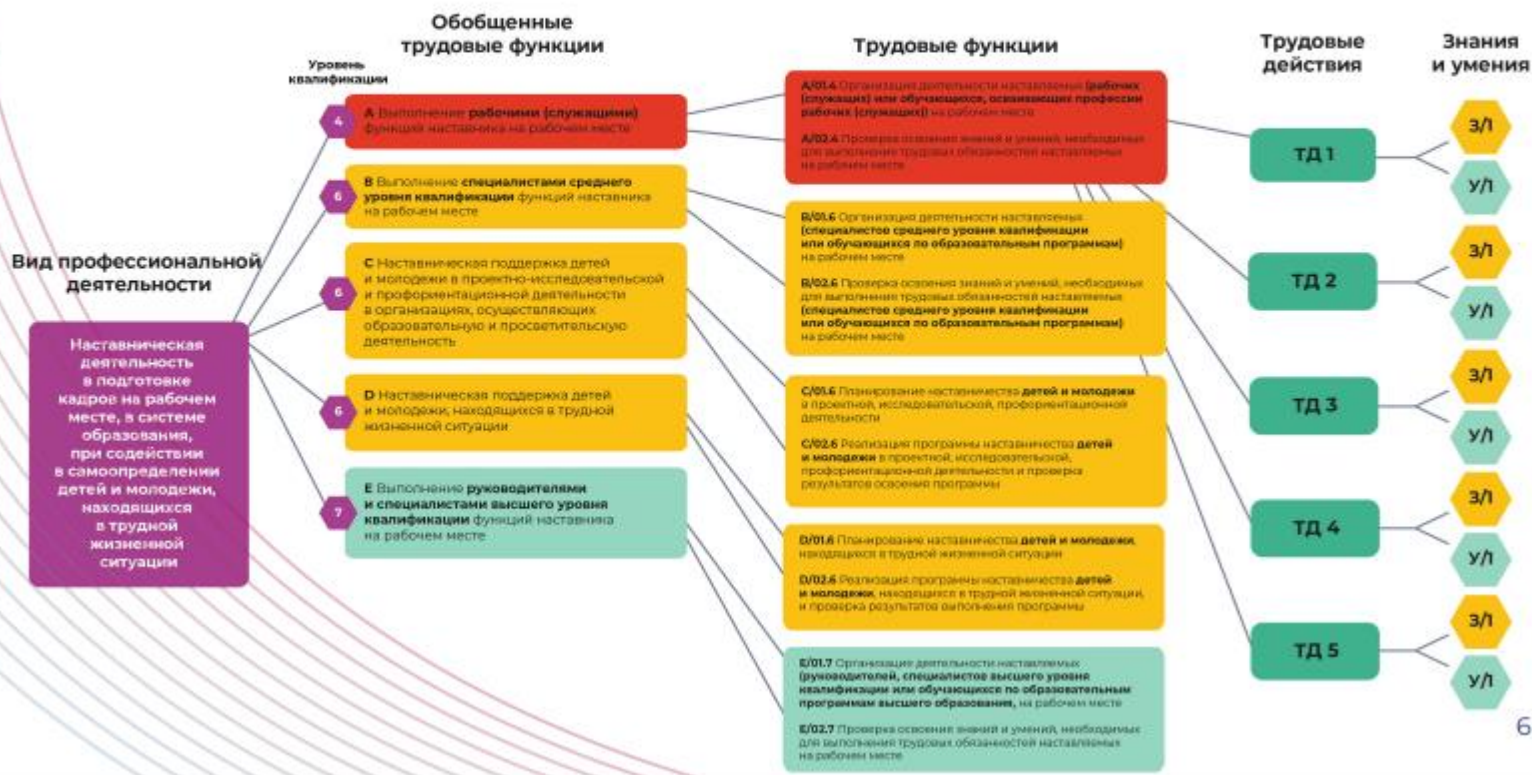 Обобщенные
трудовые функции
Трудовые функции
Трудовые
действия
Знания
и умения
Уровень
квалификации
Вид профессиональной
деятельности
Наставническая
деятельность
в подготовке
кадров на рабочем
месте, в системе
образования,
при содействии
в самоопределении
детей и молодежи,
находящихся
в трудной
жизненной
ситуации
4
A Выполнение рабочими (служащими)
функций наставника на рабочем месте
6
B Выполнение специалистами среднего
уровня квалификации функций наставника
на рабочем месте
6
C Наставническая поддержка детей
и молодежи в проектно-исследовательской
и профориентационной деятельности
в организациях, осуществляющих
образовательную и просветительскую
деятельность
6
D Наставническая поддержка детей
и молодежи, находящихся в трудной
жизненной ситуации
7
E Выполнение руководителями
и специалистами высшего уровня
квалификации функций наставника
на рабочем месте
A/01.4 Организация деятельности наставляемых (рабочих
(служащих) или обучающихся, осваивающих профессии
рабочих (служащих)) на рабочем месте
A/02.4 Проверка освоения знаний и умений, необходимых
для выполнения трудовых обязанностей наставляемых
на рабочем месте
B/01.6 Организация деятельности наставляемых
(специалистов среднего уровня квалификации
или обучающихся по образовательным программам)
на рабочем месте
B/02.6 Проверка освоения знаний и умений, необходимых
для выполнения трудовых обязанностей наставляемых
(специалистов среднего уровня квалификации
или обучающихся по образовательным программам)
на рабочем месте
C/01.6 Планирование наставничества детей и молодежи
в проектной, исследовательской, профориентационной
деятельности
C/02.6 Реализация программы наставничества детей
и молодежи в проектной, исследовательской,
профориентационной деятельности и проверка
результатов освоения программы
D/01.6 Планирование наставничества детей и молодежи,
находящихся в трудной жизненной ситуации
D/02.6 Реализация программы наставничества детей
и молодежи, находящихся в трудной жизненной ситуации,
и проверка результатов выполнения программы
E/01.7 Организация деятельности наставляемых
(руководителей, специалистов высшего уровня
квалификации или обучающихся по образовательным
программам высшего образования, на рабочем месте
E/02.7 Проверка освоения знаний и умений, необходимых
для выполнения трудовых обязанностей наставляемых
на рабочем месте
ТД 1
З/1
У/1
ТД 2
З/1
У/1
ТД 3
З/1
У/1
ТД 4
З/1
У/1
ТД 5
З/1
У/1
6